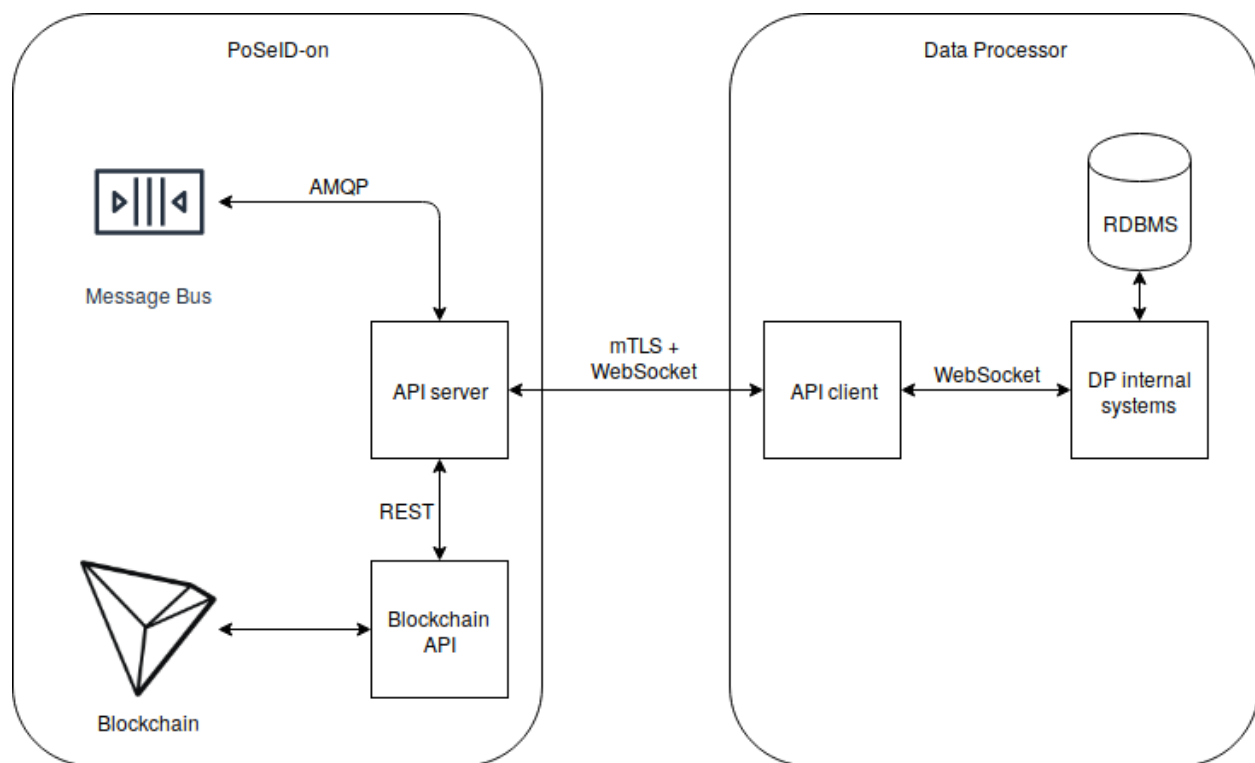 PoSeID-on
Data Processor
AMQP
RDBMS
Message Bus
mTLS +
WebSocket
API server
API client
WebSocket
DP internal
systems
REST
Blockchain
API
Blockchain